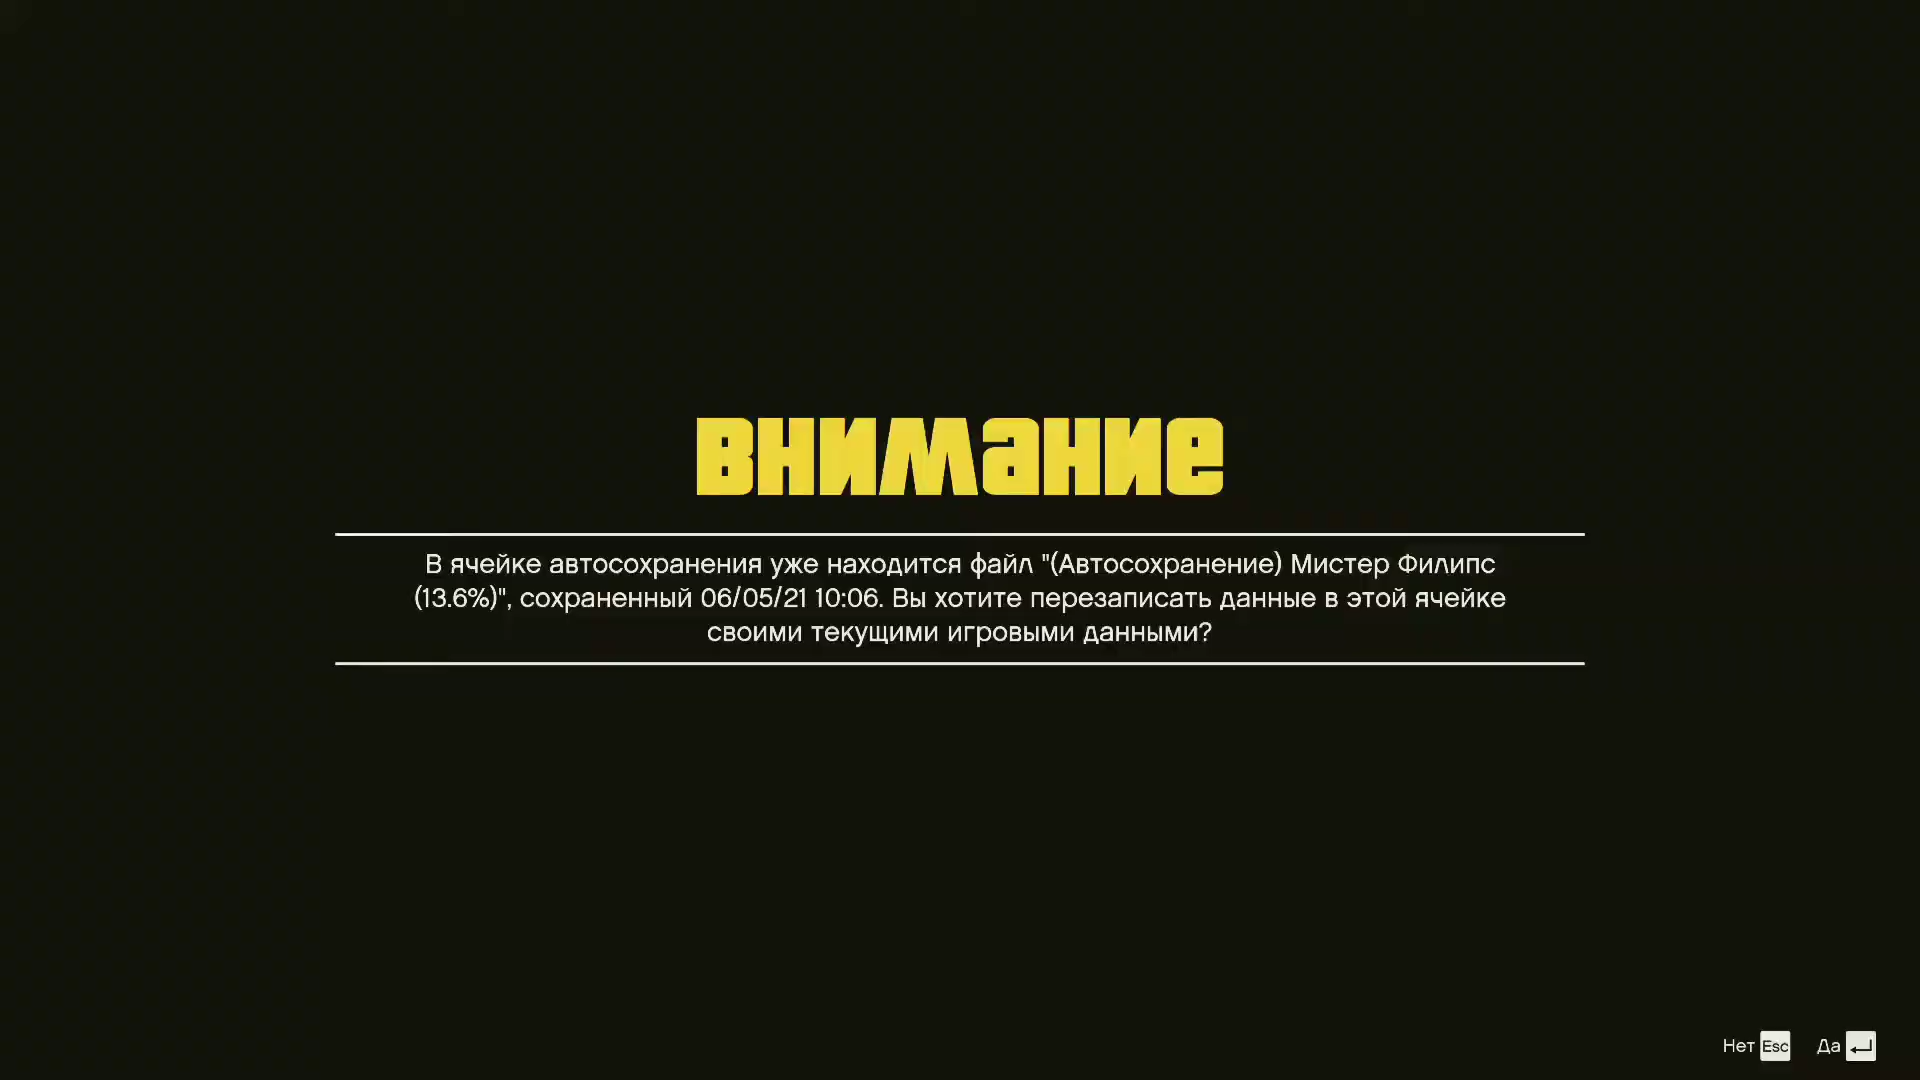 внимание
В ячейке автосохранения уже находится файл "(Автосохранение) Мистер Филипс
(13.6%)", сохраненный 06/05/21 10:06. Вы хотите перезаписать данные в этой ячейке
своими текущими игровыми данными?
Нет Esc Да